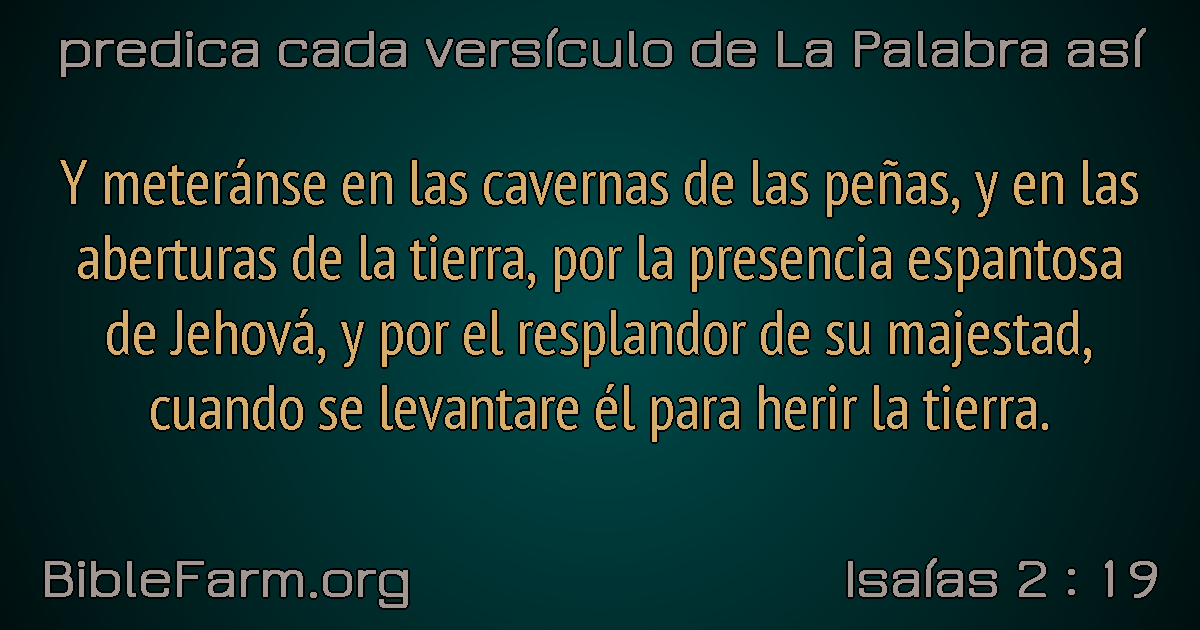 predica cada versículo de La Palabra así
Y meteránse en las cavernas de las peñas, y en las
aberturas de la tierra, por la presencia espantosa
de Jehová, y por el resplandor de su majestad,
cuando se levantare él para herir la tierra.
BibleFarm.org
Isaías 2 : 19